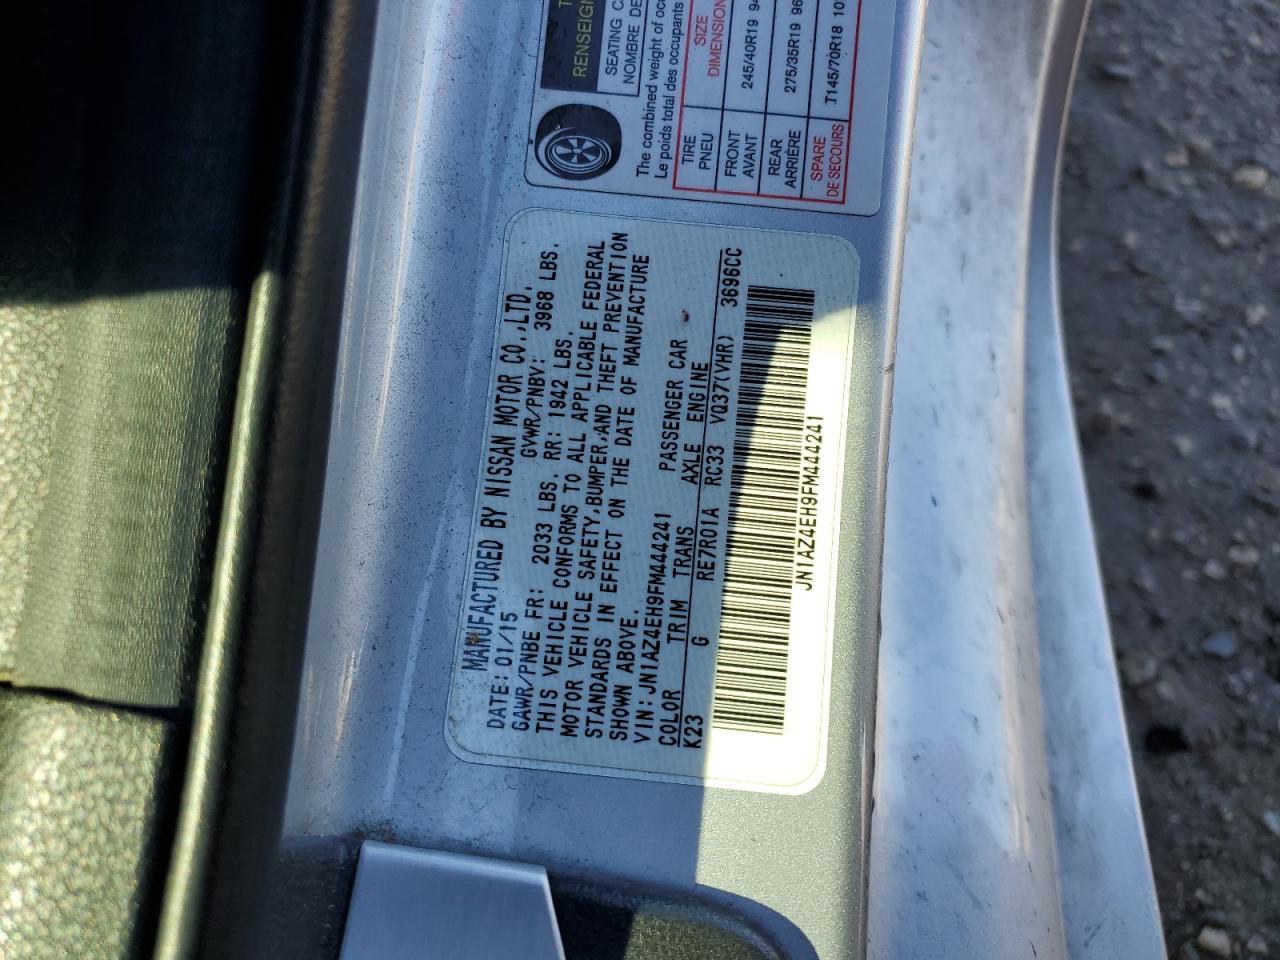 RENSEIGN
SEATING CA
NOMBRE DE
The combined weight of occ
Le poids total des occupants
TIRE SIZE
PNEU DIMENSION
FRONT
AVANT 245/40R19
REAR
ARRIÈRE 275/35R19
SPARE
DE SECOURS T145/70R18
MANUFACTURED BY NISSAN MOTOR CO.,LTD.
DATE: 01/15 GVWR/PNBV: 3968 LBS.
GAWR/PNBE FR: 2033 LBS. RR: 1942 LBS.
THIS VEHICLE CONFORMS TO ALL APPLICABLE FEDERAL
MOTOR VEHICLE SAFETY,BUMPER,AND THEFT PREVENTION
STANDARDS IN EFFECT ON THE DATE OF MANUFACTURE
SHOWN ABOVE.
VIN: JN1AZ4EH9FM444241 PASSENGER CAR
COLOR TRIM TRANS AXLE ENGINE
K23 G RE7R01A RC33 VQ37(VHR) 3696CC
JN1AZ4EH9FM444241